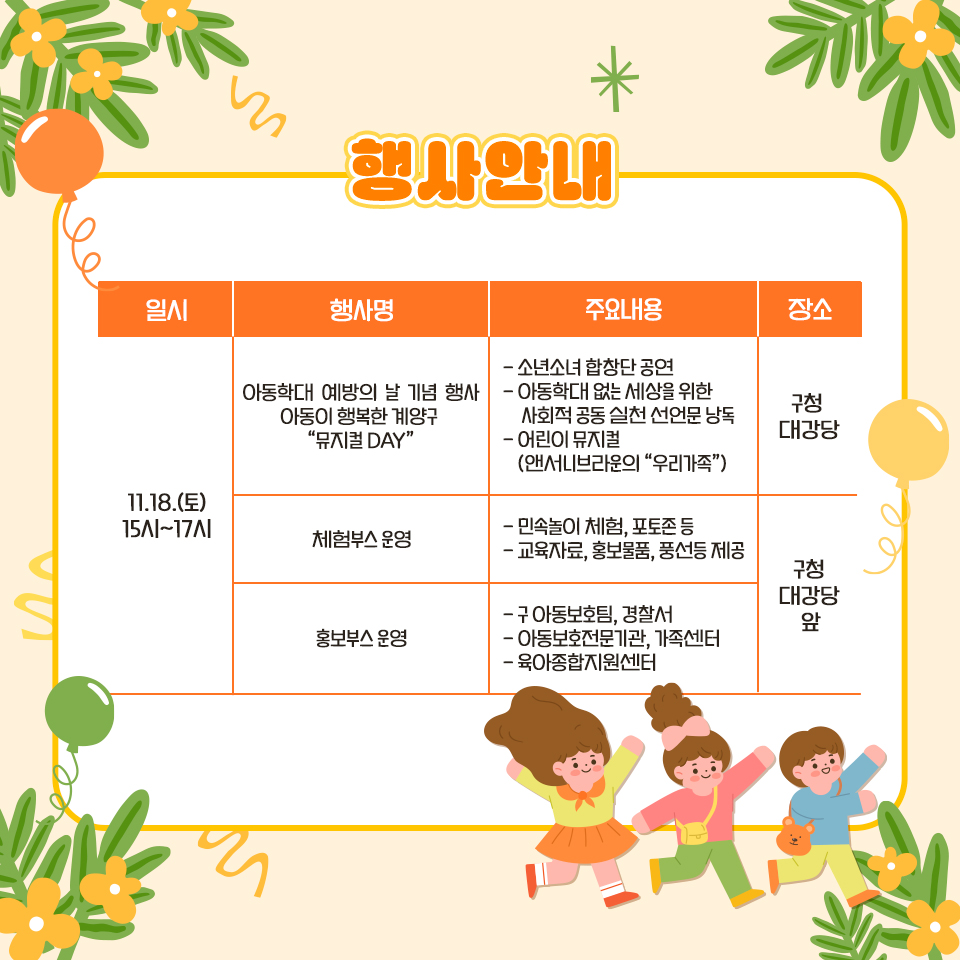 행사안내
일시 행사명 주요내용 장소
11.18.(토)
15시~17시
아동학대 예방의 날 기념 행사
아동이 행복한 계양구
“뮤지컬 DAY”
- 소년소녀 합창단 공연
- 아동학대 없는 세상을 위한
사회적 공동 실천 선언문 낭독
- 어린이 뮤지컬
(앤서니브라운의 “우리가족”)
구청
대강당
체험부스 운영
- 민속놀이 체험, 포토존 등
- 교육자료, 홍보물품, 풍선등 제공
구청
대강당
앞
홍보부스 운영
- 구 아동보호팀, 경찰서
- 아동보호전문기관, 가족센터
- 육아종합지원센터